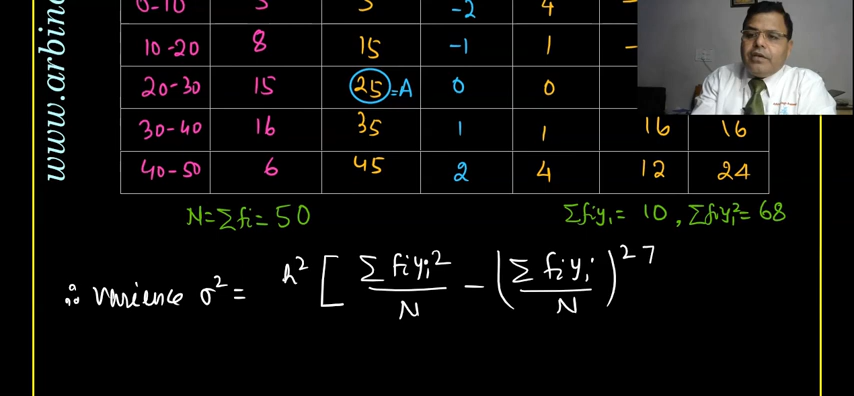 www.arbind
0-10 5 5 -2 4 -
10-20 8 15 -1 1 -
20-30 15 25=A 0 0
30-40 16 35 1 1 16 16
40-50 6 45 2 4 12 24
N=Σfi=50 Σfiyi=10, Σfiyi²=68
∴ varience σ² = h² [ Σfiyi²/N - (Σfiyi/N)² ]